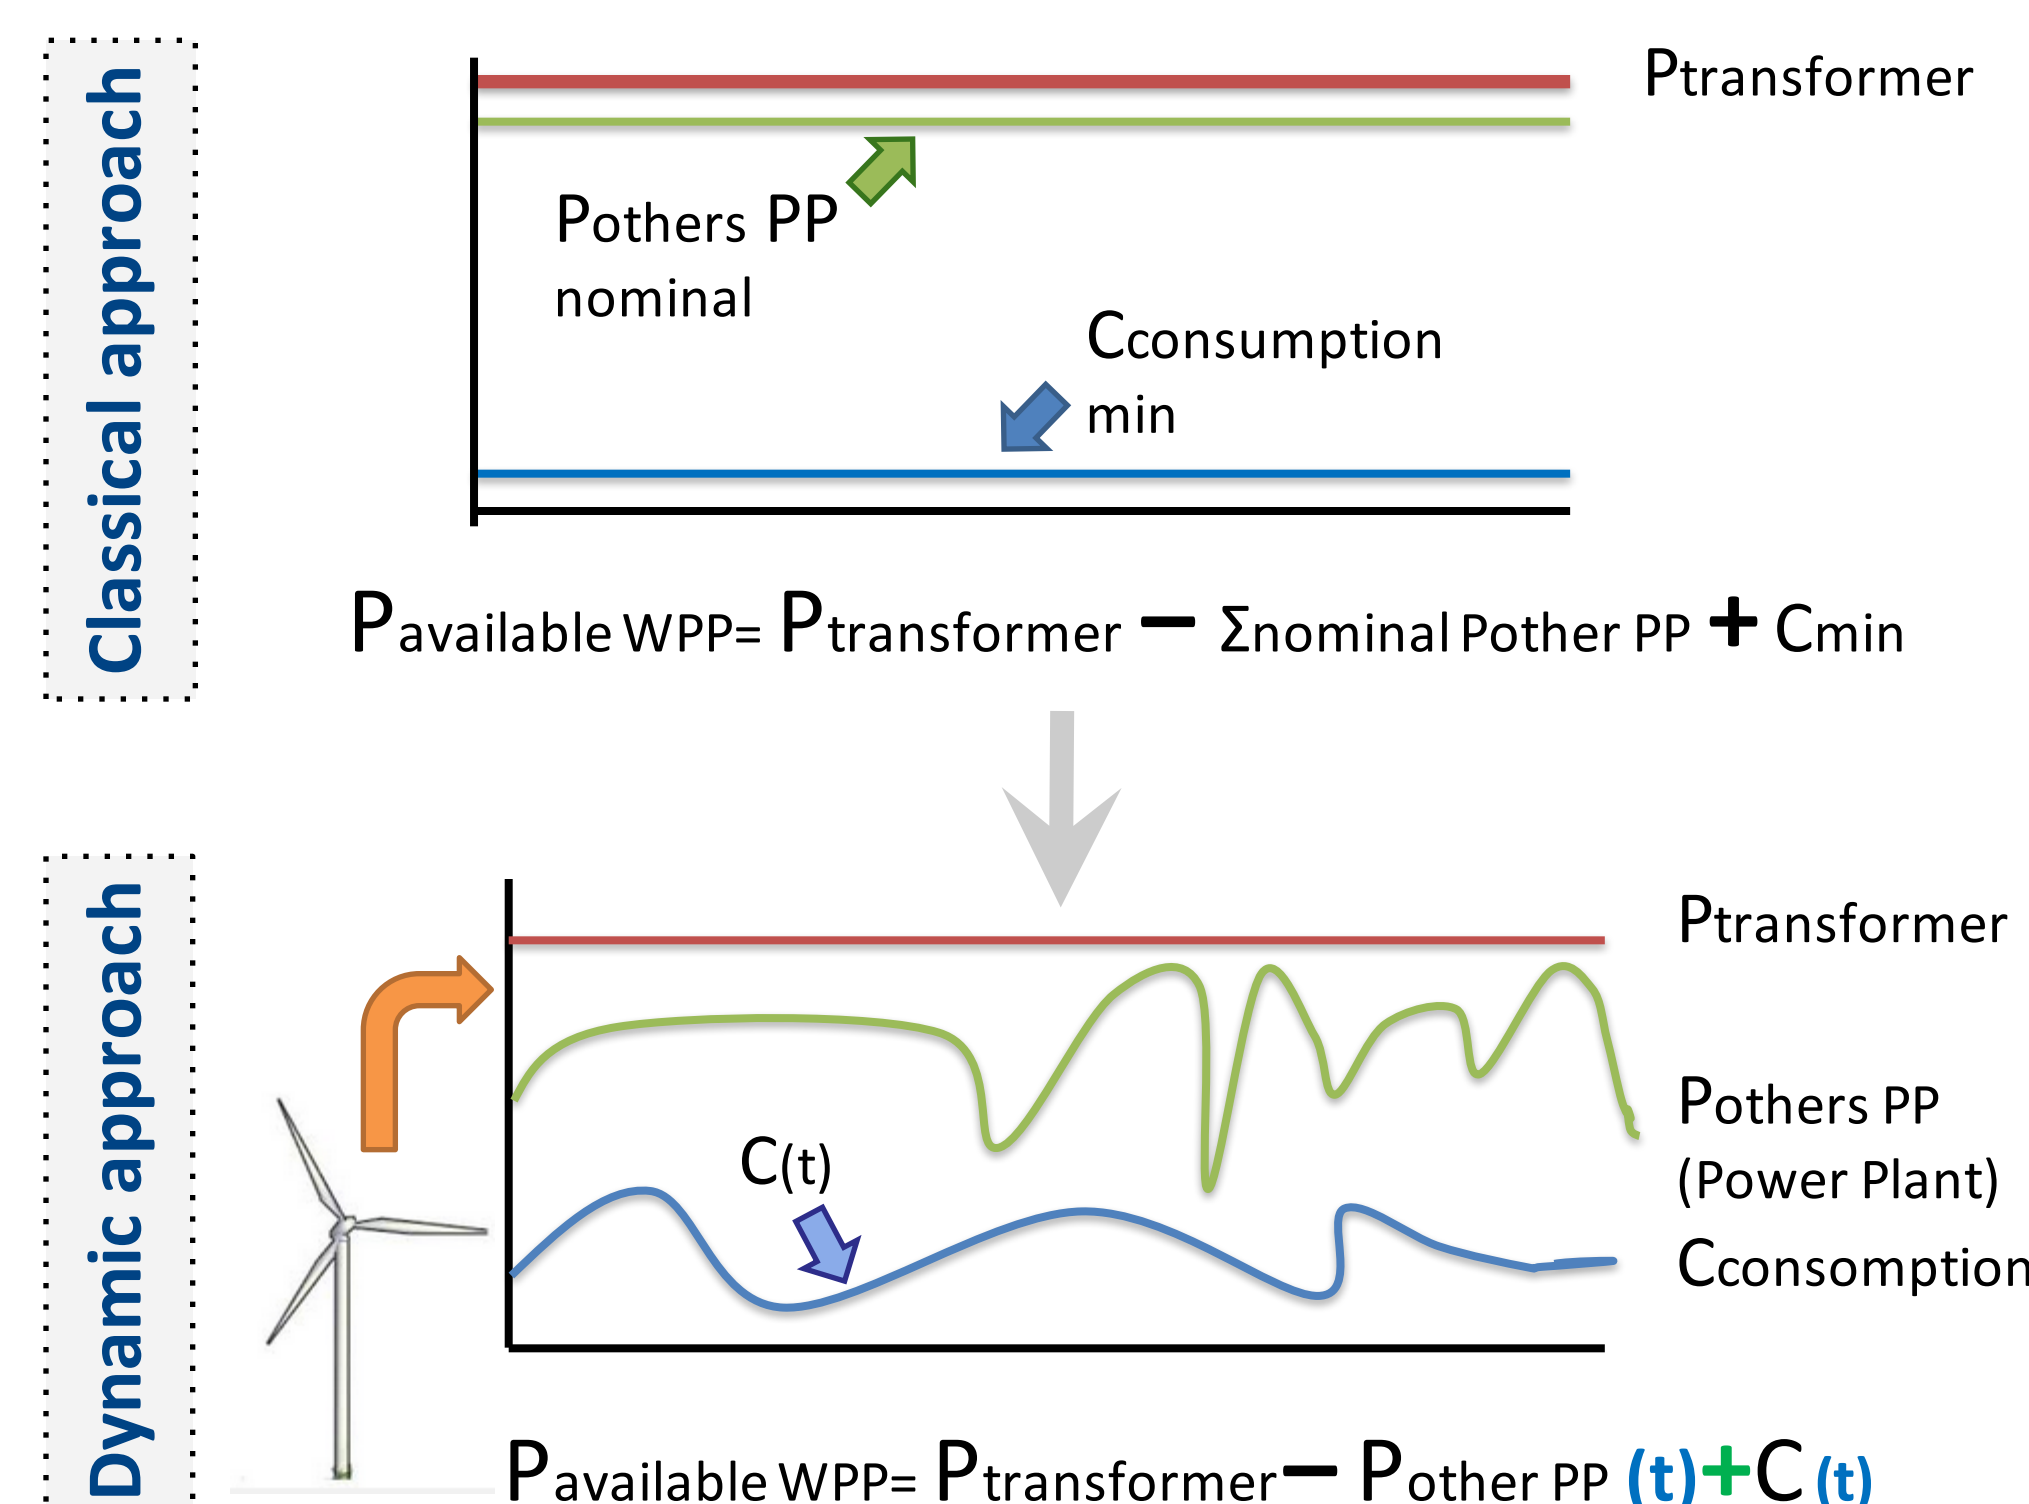 Classical approach
Ptransformer
Pothers PP
nominal
Cconsumption
min
Pavailable WPP= Ptransformer − Σnominal Pother PP + Cmin
Dynamic approach
Ptransformer
Pothers PP
(Power Plant)
C(t)
Cconsomption
Pavailable WPP= Ptransformer − Pother PP (t)+C (t)